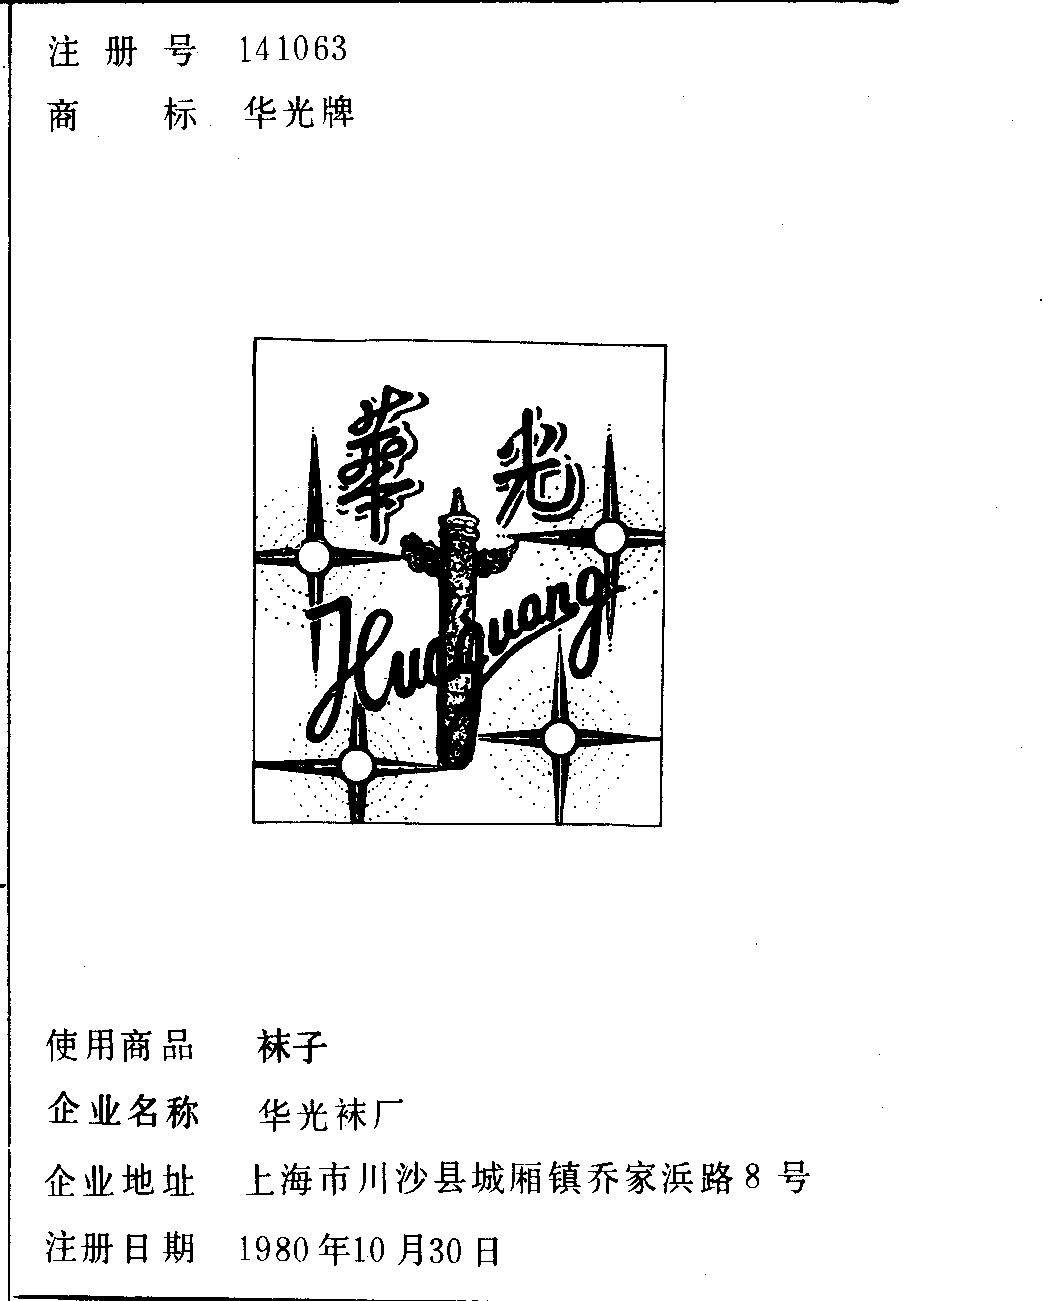 注册号 141063
商标 华光牌
華光
Huaguang
使用商品 袜子
企业名称 华光袜厂
企业地址 上海市川沙县城厢镇乔家浜路8号
注册日期 1980年10月30日